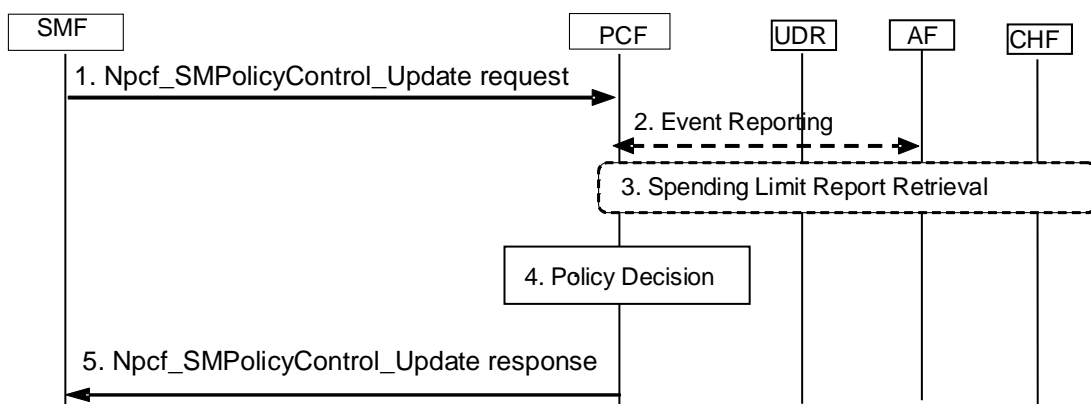 SMF
PCF
UDR
AF
CHF
1. Npcf_SMPolicyControl_Update request
2. Event Reporting
3. Spending Limit Report Retrieval
4. Policy Decision
5. Npcf_SMPolicyControl_Update response